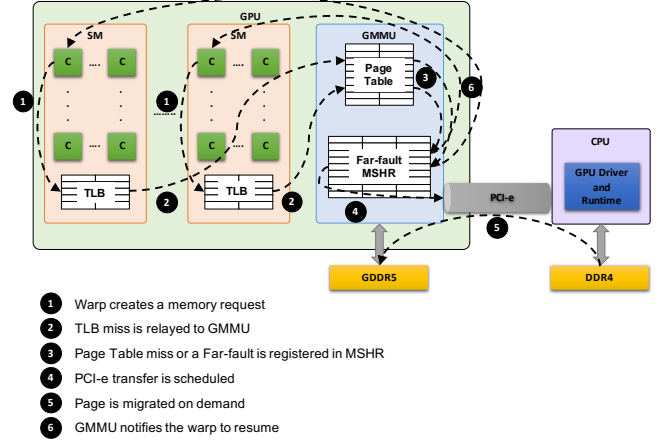 GPU
SM
SM
GMMU
C
....
C
C
....
C
Page
Table
3
6
1
1
........
CPU
C
....
C
C
....
C
Far-fault
MSHR
GPU Driver
and
Runtime
TLB
TLB
2
2
4
PCI-e
5
GDDR5
DDR4
1 Warp creates a memory request
2 TLB miss is relayed to GMMU
3 Page Table miss or a Far-fault is registered in MSHR
4 PCI-e transfer is scheduled
5 Page is migrated on demand
6 GMMU notifies the warp to resume